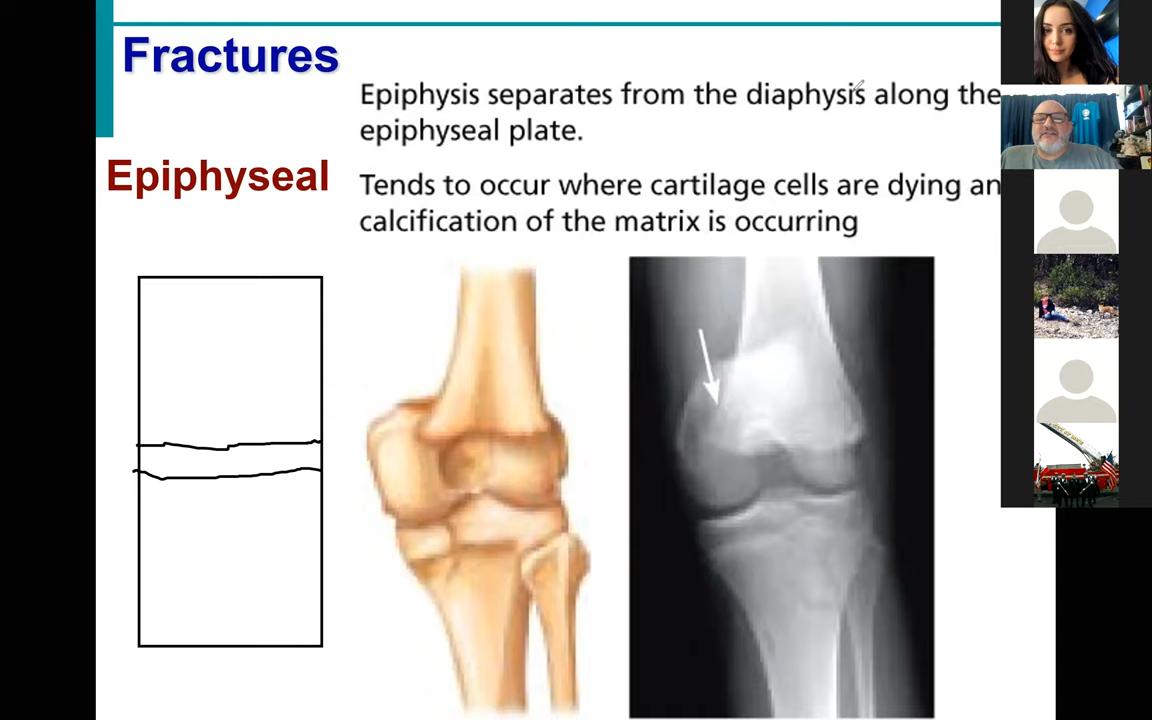 Fractures
Epiphysis separates from the diaphysis along the
epiphyseal plate.
Epiphyseal
Tends to occur where cartilage cells are dying an
calcification of the matrix is occurring